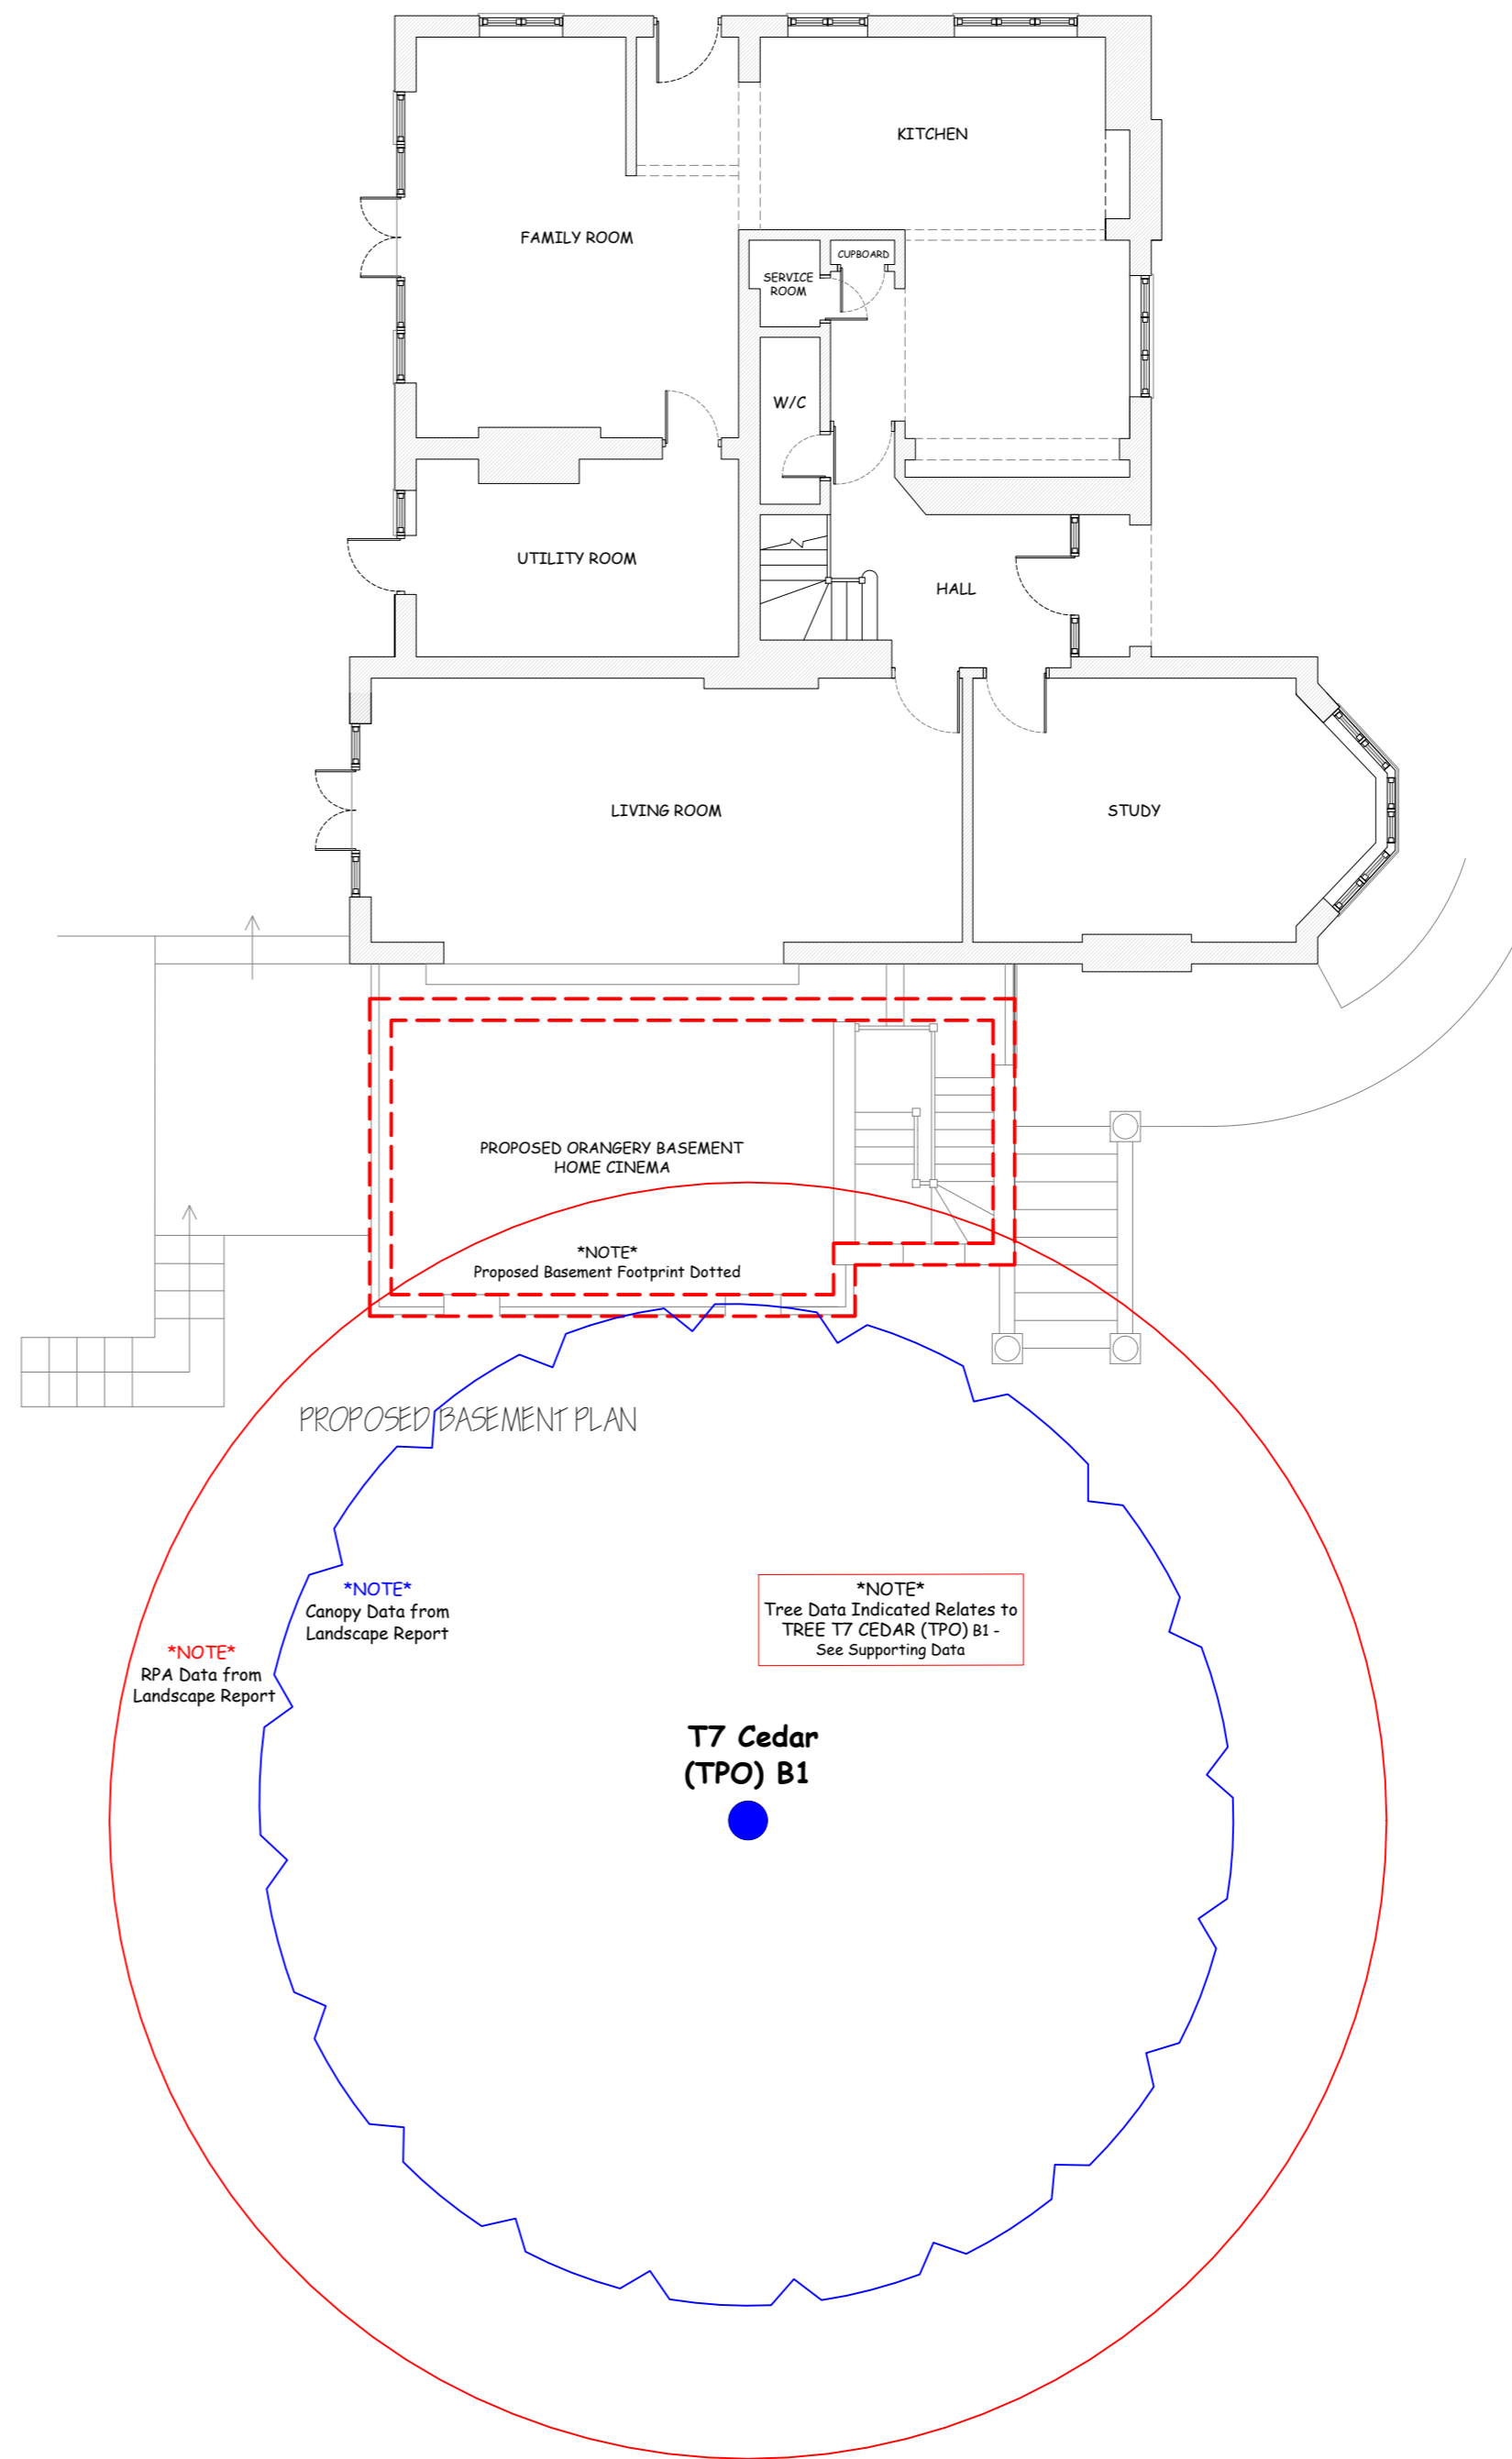 KITCHEN
FAMILY ROOM
CUPBOARD
SERVICE
ROOM
W/C
UTILITY ROOM
HALL
LIVING ROOM
STUDY
PROPOSED ORANGERY BASEMENT
HOME CINEMA
*NOTE*
Proposed Basement Footprint Dotted
PROPOSED BASEMENT PLAN
*NOTE*
Canopy Data from
Landscape Report
*NOTE*
Tree Data Indicated Relates to
TREE T7 CEDAR (TPO) B1 -
See Supporting Data
*NOTE*
RPA Data from
Landscape Report
T7 Cedar
(TPO) B1